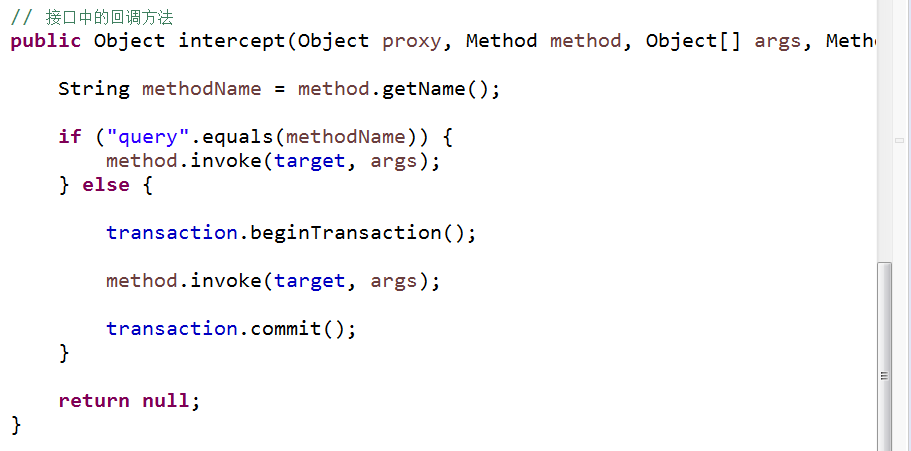 // 接口中的回调方法
public Object intercept(Object proxy, Method method, Object[] args, Meth
String methodName = method.getName();
if ("query".equals(methodName)) {
method.invoke(target, args);
} else {
transaction.beginTransaction();
method.invoke(target, args);
transaction.commit();
}
return null;
}